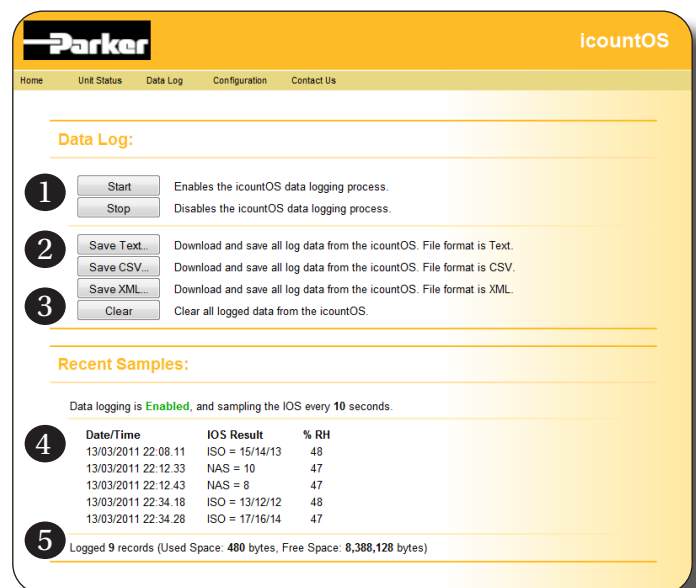 Parker
icountOS
Home Unit Status Data Log Configuration Contact Us
Data Log:
1
Start Enables the icountOS data logging process.
Stop Disables the icountOS data logging process.
2
Save Text... Download and save all log data from the icountOS. File format is Text.
Save CSV... Download and save all log data from the icountOS. File format is CSV.
Save XML... Download and save all log data from the icountOS. File format is XML.
3
Clear Clear all logged data from the icountOS.
Recent Samples:
Data logging is Enabled, and sampling the IOS every 10 seconds.
4
Date/Time IOS Result % RH
13/03/2011 22:08.11 ISO = 15/14/13 48
13/03/2011 22:12.33 NAS = 10 47
13/03/2011 22:12.43 NAS = 8 47
13/03/2011 22:34.18 ISO = 13/12/12 48
13/03/2011 22:34.28 ISO = 17/16/14 47
5
Logged 9 records (Used Space: 480 bytes, Free Space: 8,388,128 bytes)